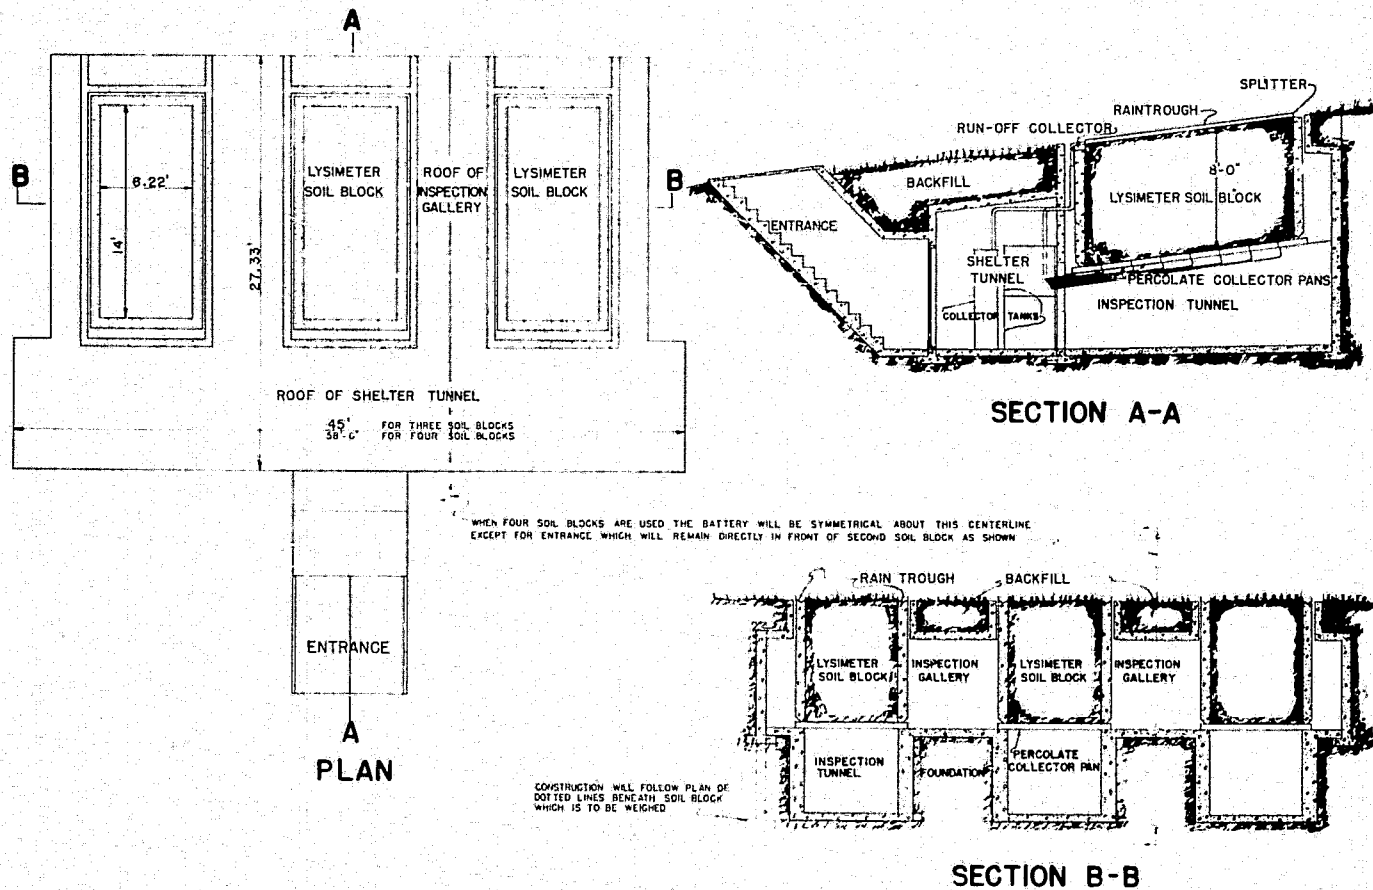 A
B
6.22'
14'
27.33'
LYSIMETER
SOIL BLOCK
ROOF OF
INSPECTION
GALLERY
LYSIMETER
SOIL BLOCK
B
ROOF OF SHELTER TUNNEL
45' FOR THREE SOIL BLOCKS
FOR FOUR SOIL BLOCKS
WHEN FOUR SOIL BLOCKS ARE USED THE BATTERY WILL BE SYMMETRICAL ABOUT THIS CENTERLINE
EXCEPT FOR ENTRANCE WHICH WILL REMAIN DIRECTLY IN FRONT OF SECOND SOIL BLOCK AS SHOWN
ENTRANCE
A
PLAN
SPLITTER
RAINTROUGH
RUN-OFF COLLECTOR
BACKFILL
8'-0"
LYSIMETER SOIL BLOCK
ENTRANCE
SHELTER
TUNNEL
PERCOLATE COLLECTOR PANS
INSPECTION TUNNEL
COLLECTOR TANKS
SECTION A-A
RAIN TROUGH
BACKFILL
LYSIMETER
SOIL BLOCK
INSPECTION
GALLERY
LYSIMETER
SOIL BLOCK
INSPECTION
GALLERY
INSPECTION
TUNNEL
FOUNDATION
PERCOLATE
COLLECTOR PAN
CONSTRUCTION WILL FOLLOW PLAN OF
DOTTED LINES BENEATH SOIL BLOCK
WHICH IS TO BE WEIGHED
SECTION B-B